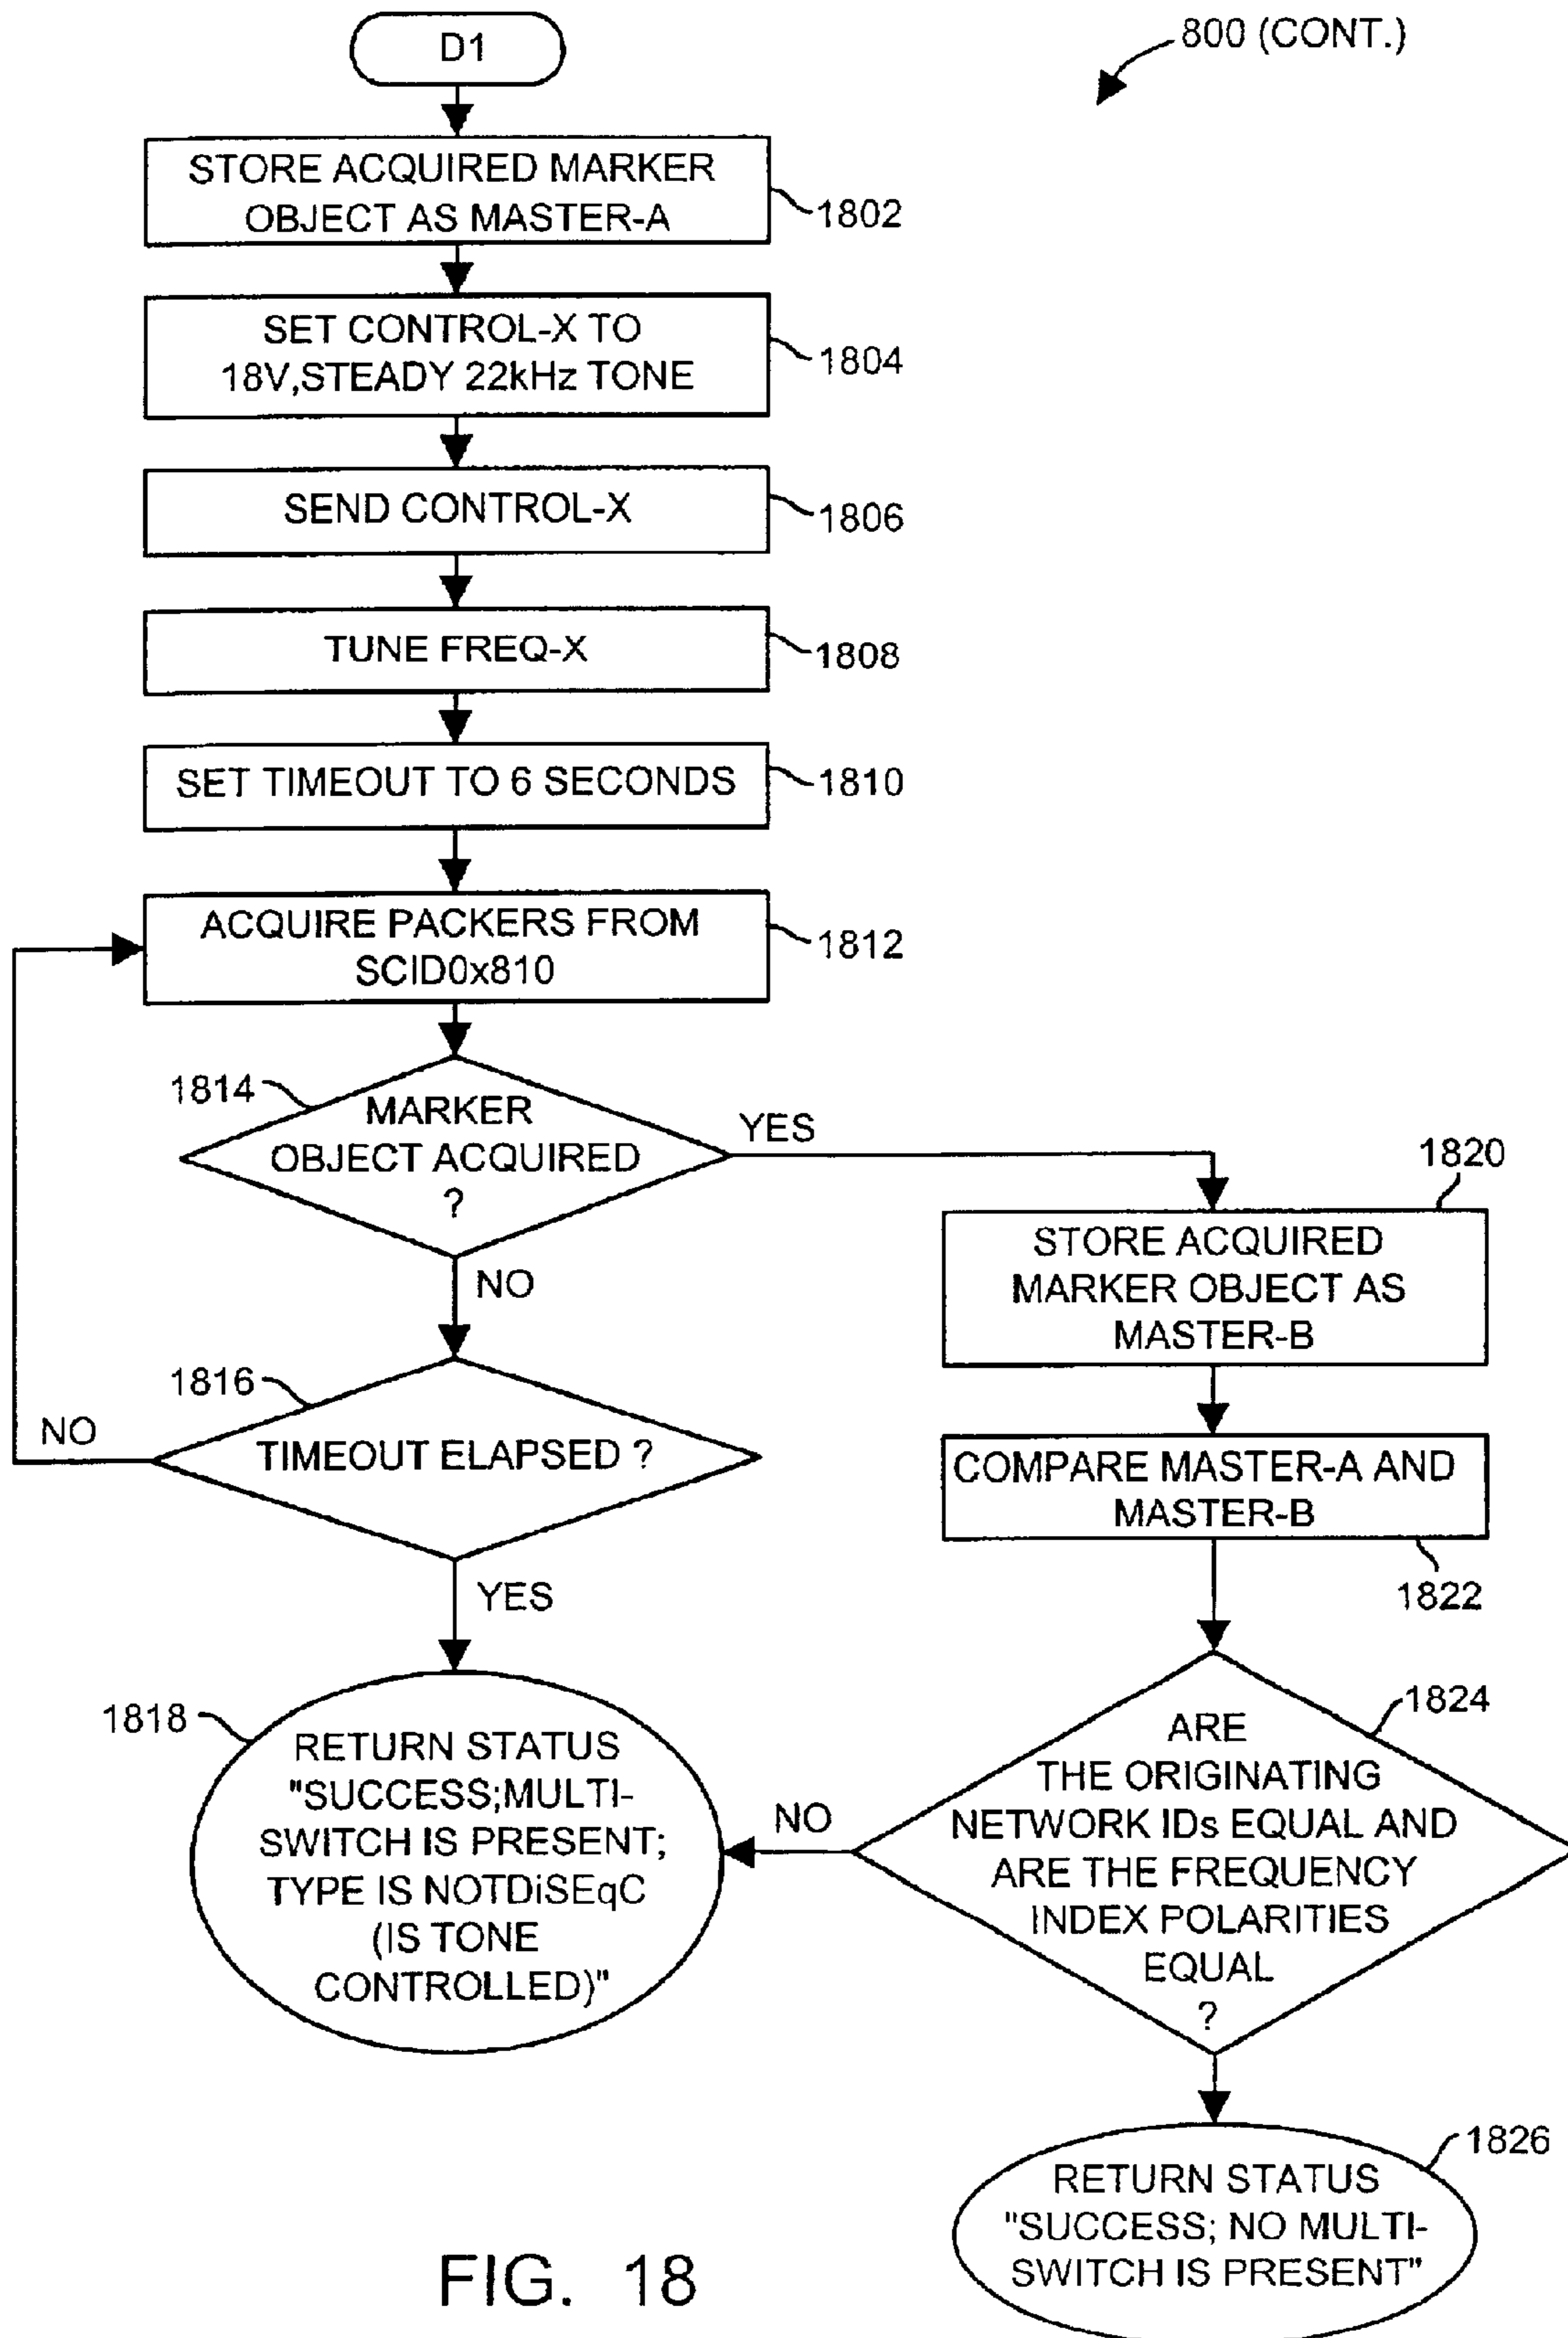 D1
800 (CONT.)
STORE ACQUIRED MARKER
OBJECT AS MASTER-A
1802
SET CONTROL-X TO
18V,STEADY 22kHz TONE
1804
SEND CONTROL-X
1806
TUNE FREQ-X
1808
SET TIMEOUT TO 6 SECONDS
1810
ACQUIRE PACKERS FROM
SCID0x810
1812
1814
MARKER
OBJECT ACQUIRED
?
YES
NO
1816
TIMEOUT ELAPSED ?
NO
YES
1818
RETURN STATUS
"SUCCESS;MULTI-
SWITCH IS PRESENT;
TYPE IS NOTDiSEqC
(IS TONE
CONTROLLED)"
1820
STORE ACQUIRED
MARKER OBJECT AS
MASTER-B
COMPARE MASTER-A AND
MASTER-B
1822
1824
ARE
THE ORIGINATING
NETWORK IDs EQUAL AND
ARE THE FREQUENCY
INDEX POLARITIES
EQUAL
?
NO
1826
RETURN STATUS
"SUCCESS; NO MULTI-
SWITCH IS PRESENT"
FIG. 18